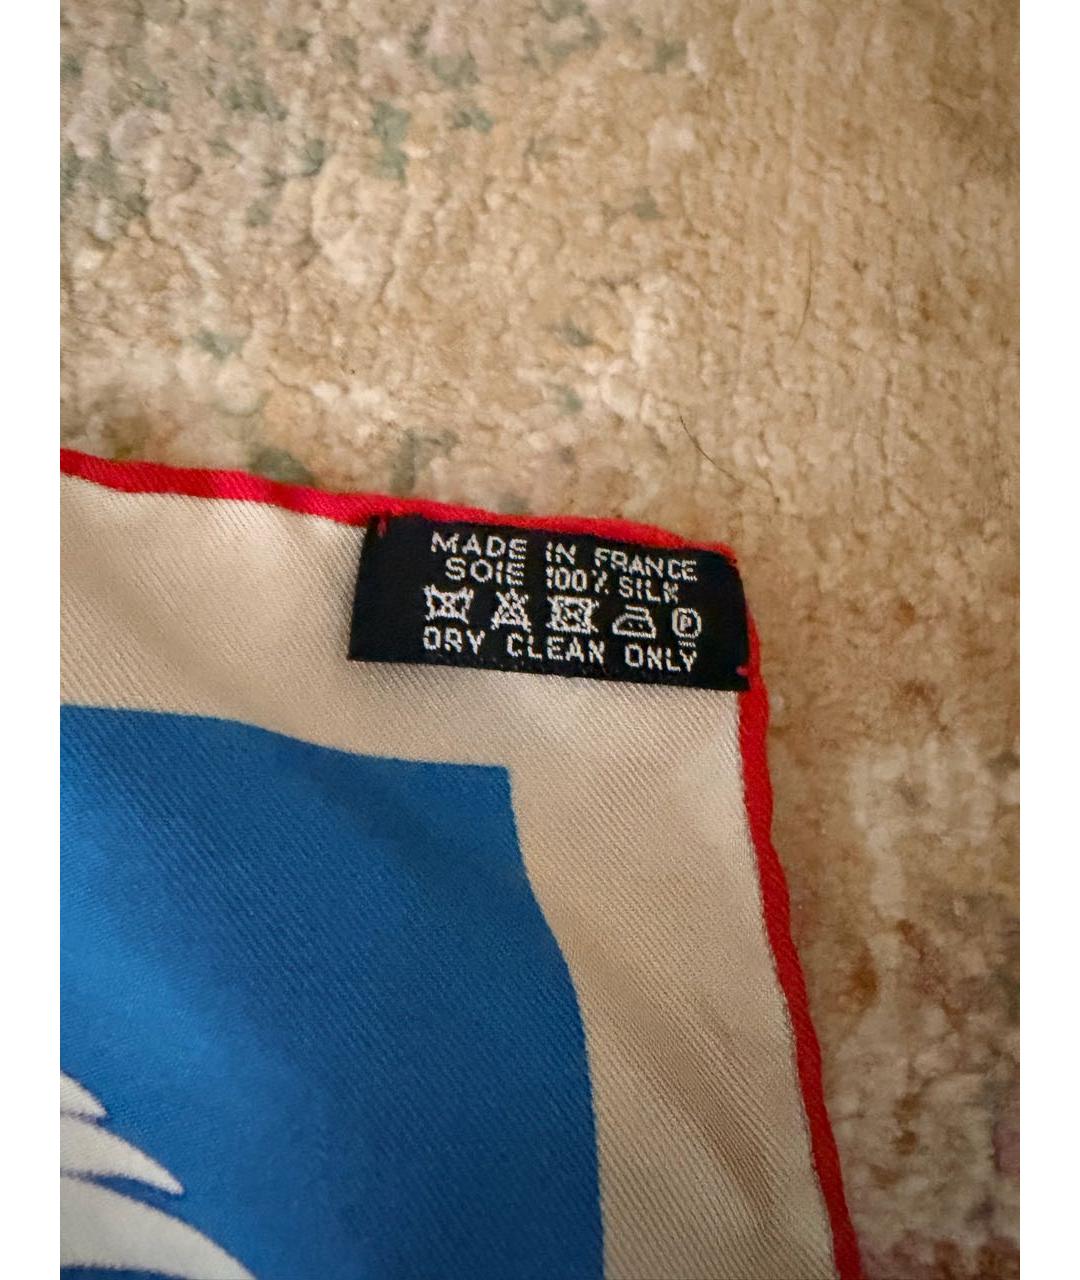 MADE IN FRANCE
SOIE 100% SILK
P
DRY CLEAN ONLY